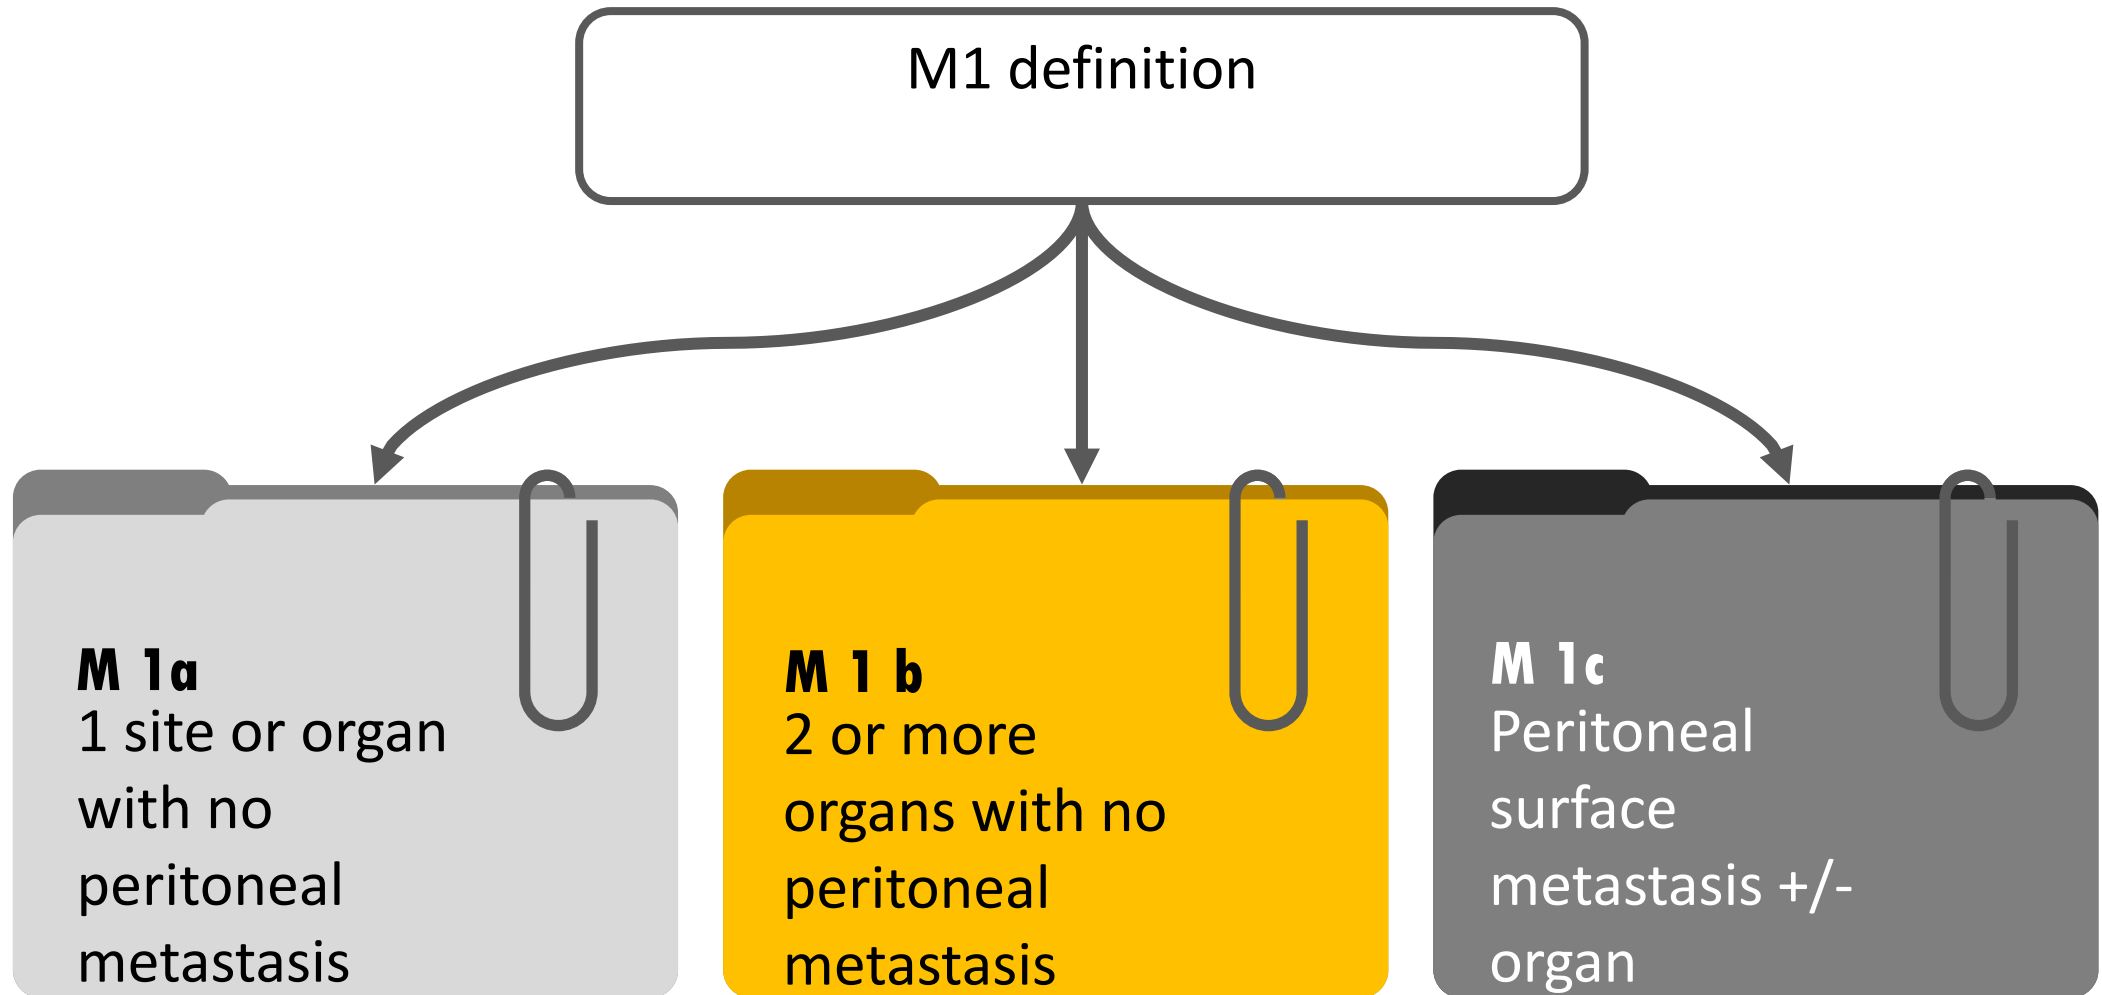 M1 definition
M 1a
1 site or organ
with no
peritoneal
metastasis
M 1 b
2 or more
organs with no
peritoneal
metastasis
M 1c
Peritoneal
surface
metastasis +/-
organ